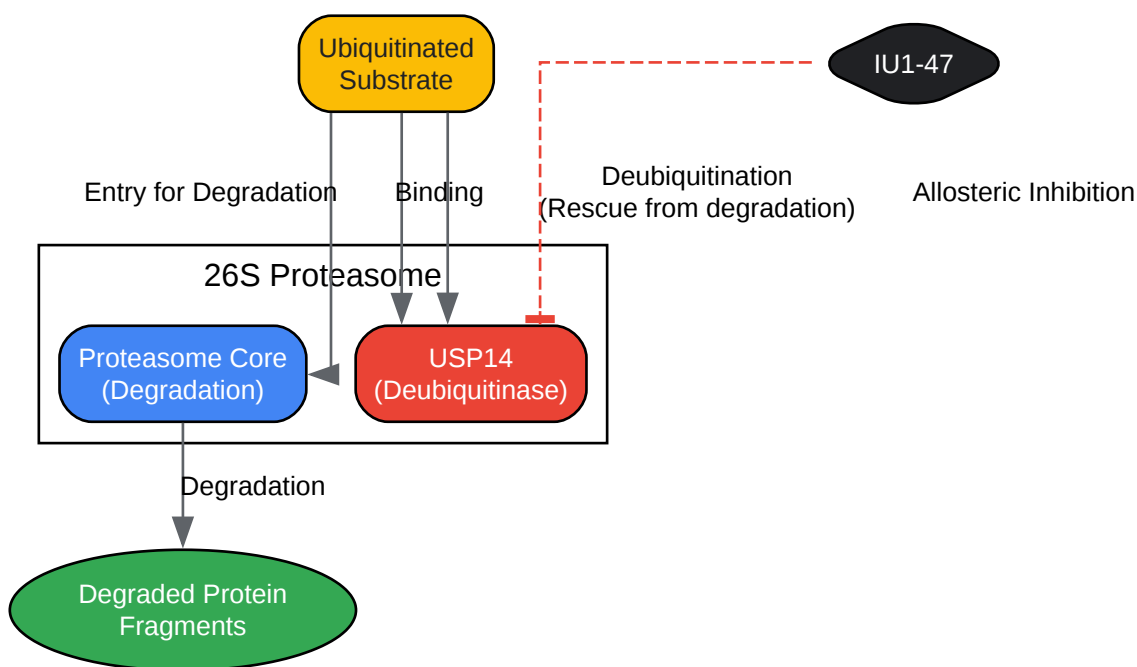 Ubiquitinated
Substrate
IU1-47
Entry for Degradation
Binding
Deubiquitination
(Rescue from degradation)
Allosteric Inhibition
26S Proteasome
Proteasome Core
(Degradation)
USP14
(Deubiquitinase)
Degradation
Degraded Protein
Fragments